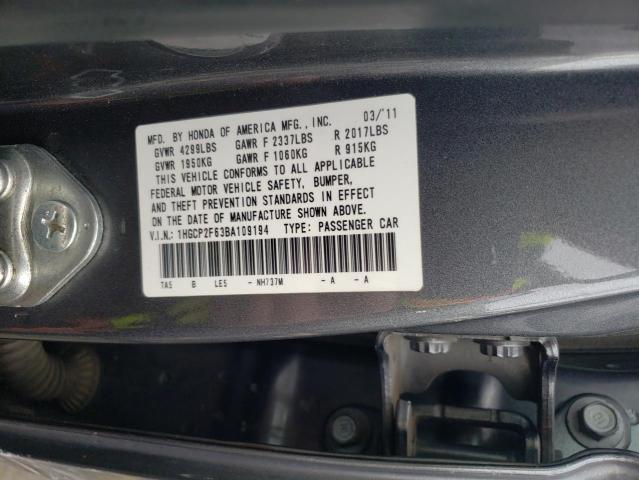 MFD. BY HONDA OF AMERICA MFG., INC. 03/'11
GVWR 4299LBS GAWR F 2337LBS R 2017LBS
GVWR 1950KG GAWR F 1060KG R 915KG
THIS VEHICLE CONFORMS TO ALL APPLICABLE
FEDERAL MOTOR VEHICLE SAFETY, BUMPER,
AND THEFT PREVENTION STANDARDS IN EFFECT
ON THE DATE OF MANUFACTURE SHOWN ABOVE.
V.I.N.: 1HGCP2F63BA109194 TYPE: PASSENGER CAR
TA5 B LE5 - NH737M - A - A